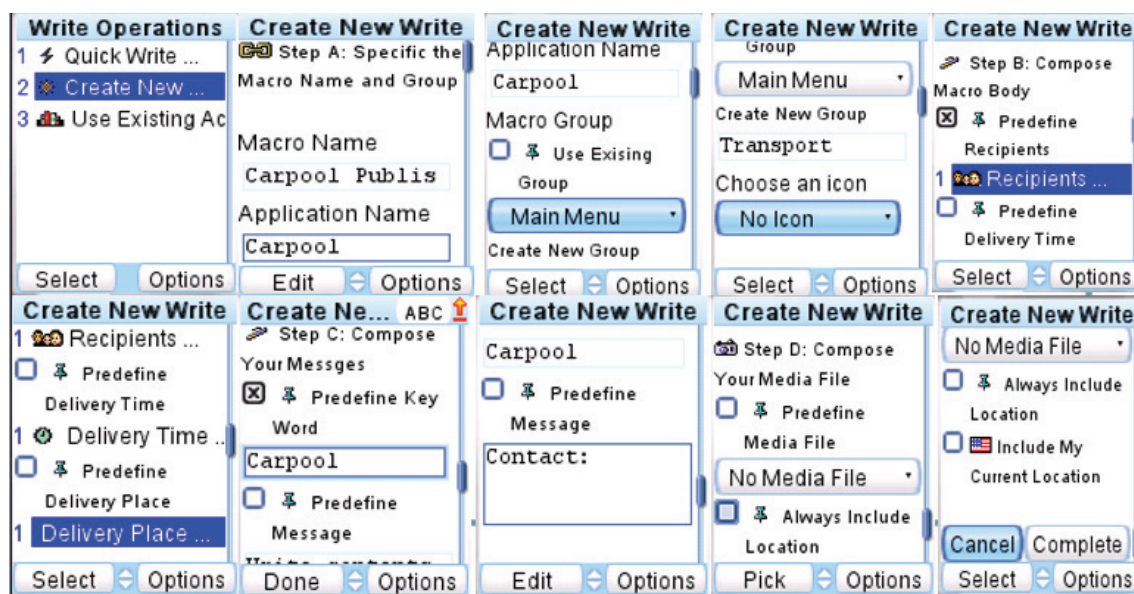 Write Operations
1 Quick Write ...
2 Create New ...
3 Use Existing Ac
Select Options
Create New Write
Step A: Specific the
Macro Name and Group
Macro Name
Carpool Publis
Application Name
Carpool
Edit Options
Create New Write
Application Name
Carpool
Macro Group
Use Exising
Group
Main Menu
Create New Group
Select Options
Create New Write
Group
Main Menu
Create New Group
Transport
Choose an icon
No Icon
Select Options
Create New Write
Step B: Compose
Macro Body
Predefine
Recipients
1 Recipients ...
Predefine
Delivery Time
Select Options
Create New Write
1 Recipients ...
Predefine
Delivery Time
1 Delivery Time ..
Predefine
Delivery Place
1 Delivery Place ...
Select Options
Create Ne... ABC
Step C: Compose
Your Messges
Predefine Key
Word
Carpool
Predefine
Message
Done Options
Create New Write
Carpool
Predefine
Message
Contact:
Edit Options
Create New Write
Step D: Compose
Your Media File
Predefine
Media File
No Media File
Always Include
Location
Pick Options
Create New Write
No Media File
Always Include
Location
Include My
Current Location
Cancel Complete
Select Options